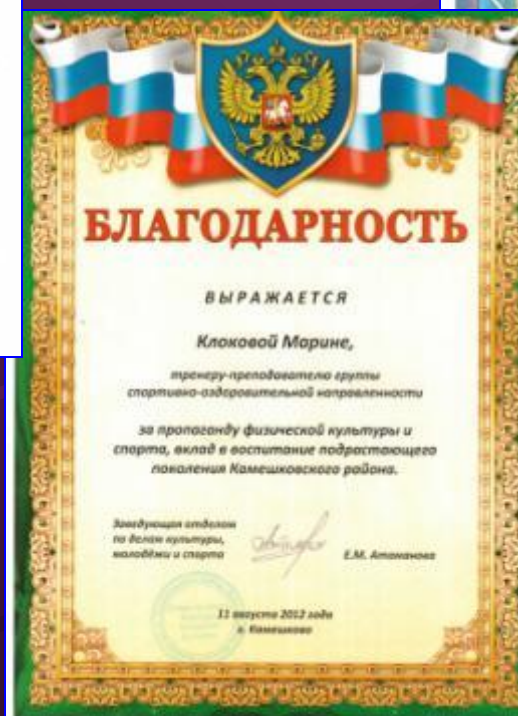 БЛАГОДАРНОСТЬ
ВЫРАЖАЕТСЯ
Клоковой Марине,
тренеру-преподавателю группы
спортивно-оздоровительной направленности
за пропаганду физической культуры и
спорта, вклад в воспитание подрастающего
поколения Камешковского района.
Заведующая отделом
по делам культуры,
молодёжи и спорта
Е.М. Атаманова
11 августа 2012 года
г. Камешково